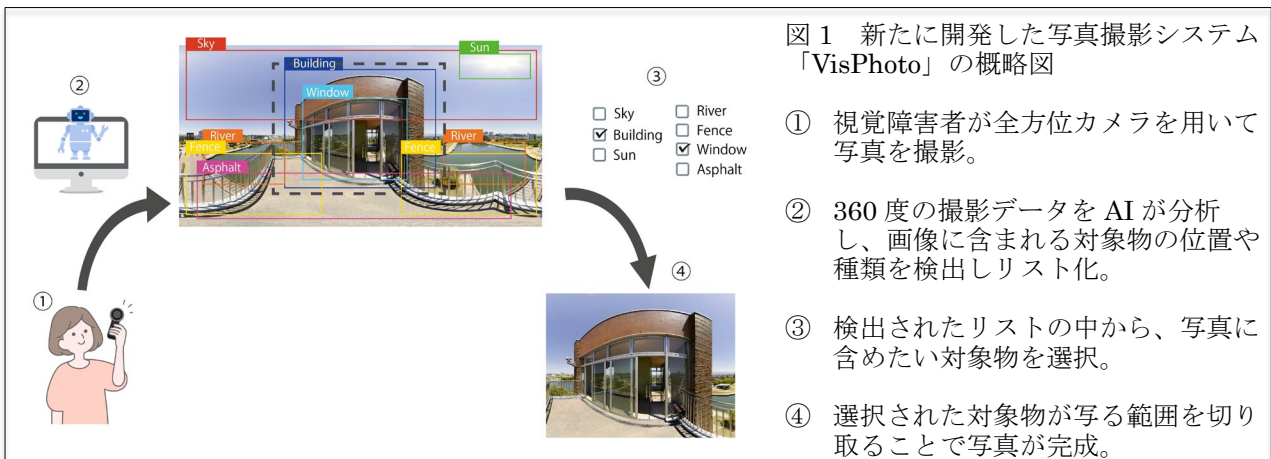 Sky
Sun
Building
Window
River
River
Fence
Fence
Asphalt
①
②
③
Sky
Building
Sun
River
Fence
Window
Asphalt
④
図1 新たに開発した写真撮影システム
「VisPhoto」の概略図
① 視覚障害者が全方位カメラを用いて
写真を撮影。
② 360 度の撮影データを AI が分析
し、画像に含まれる対象物の位置や
種類を検出しリスト化。
③ 検出されたリストの中から、写真に
含めたい対象物を選択。
④ 選択された対象物が写る範囲を切り
取ることで写真が完成。